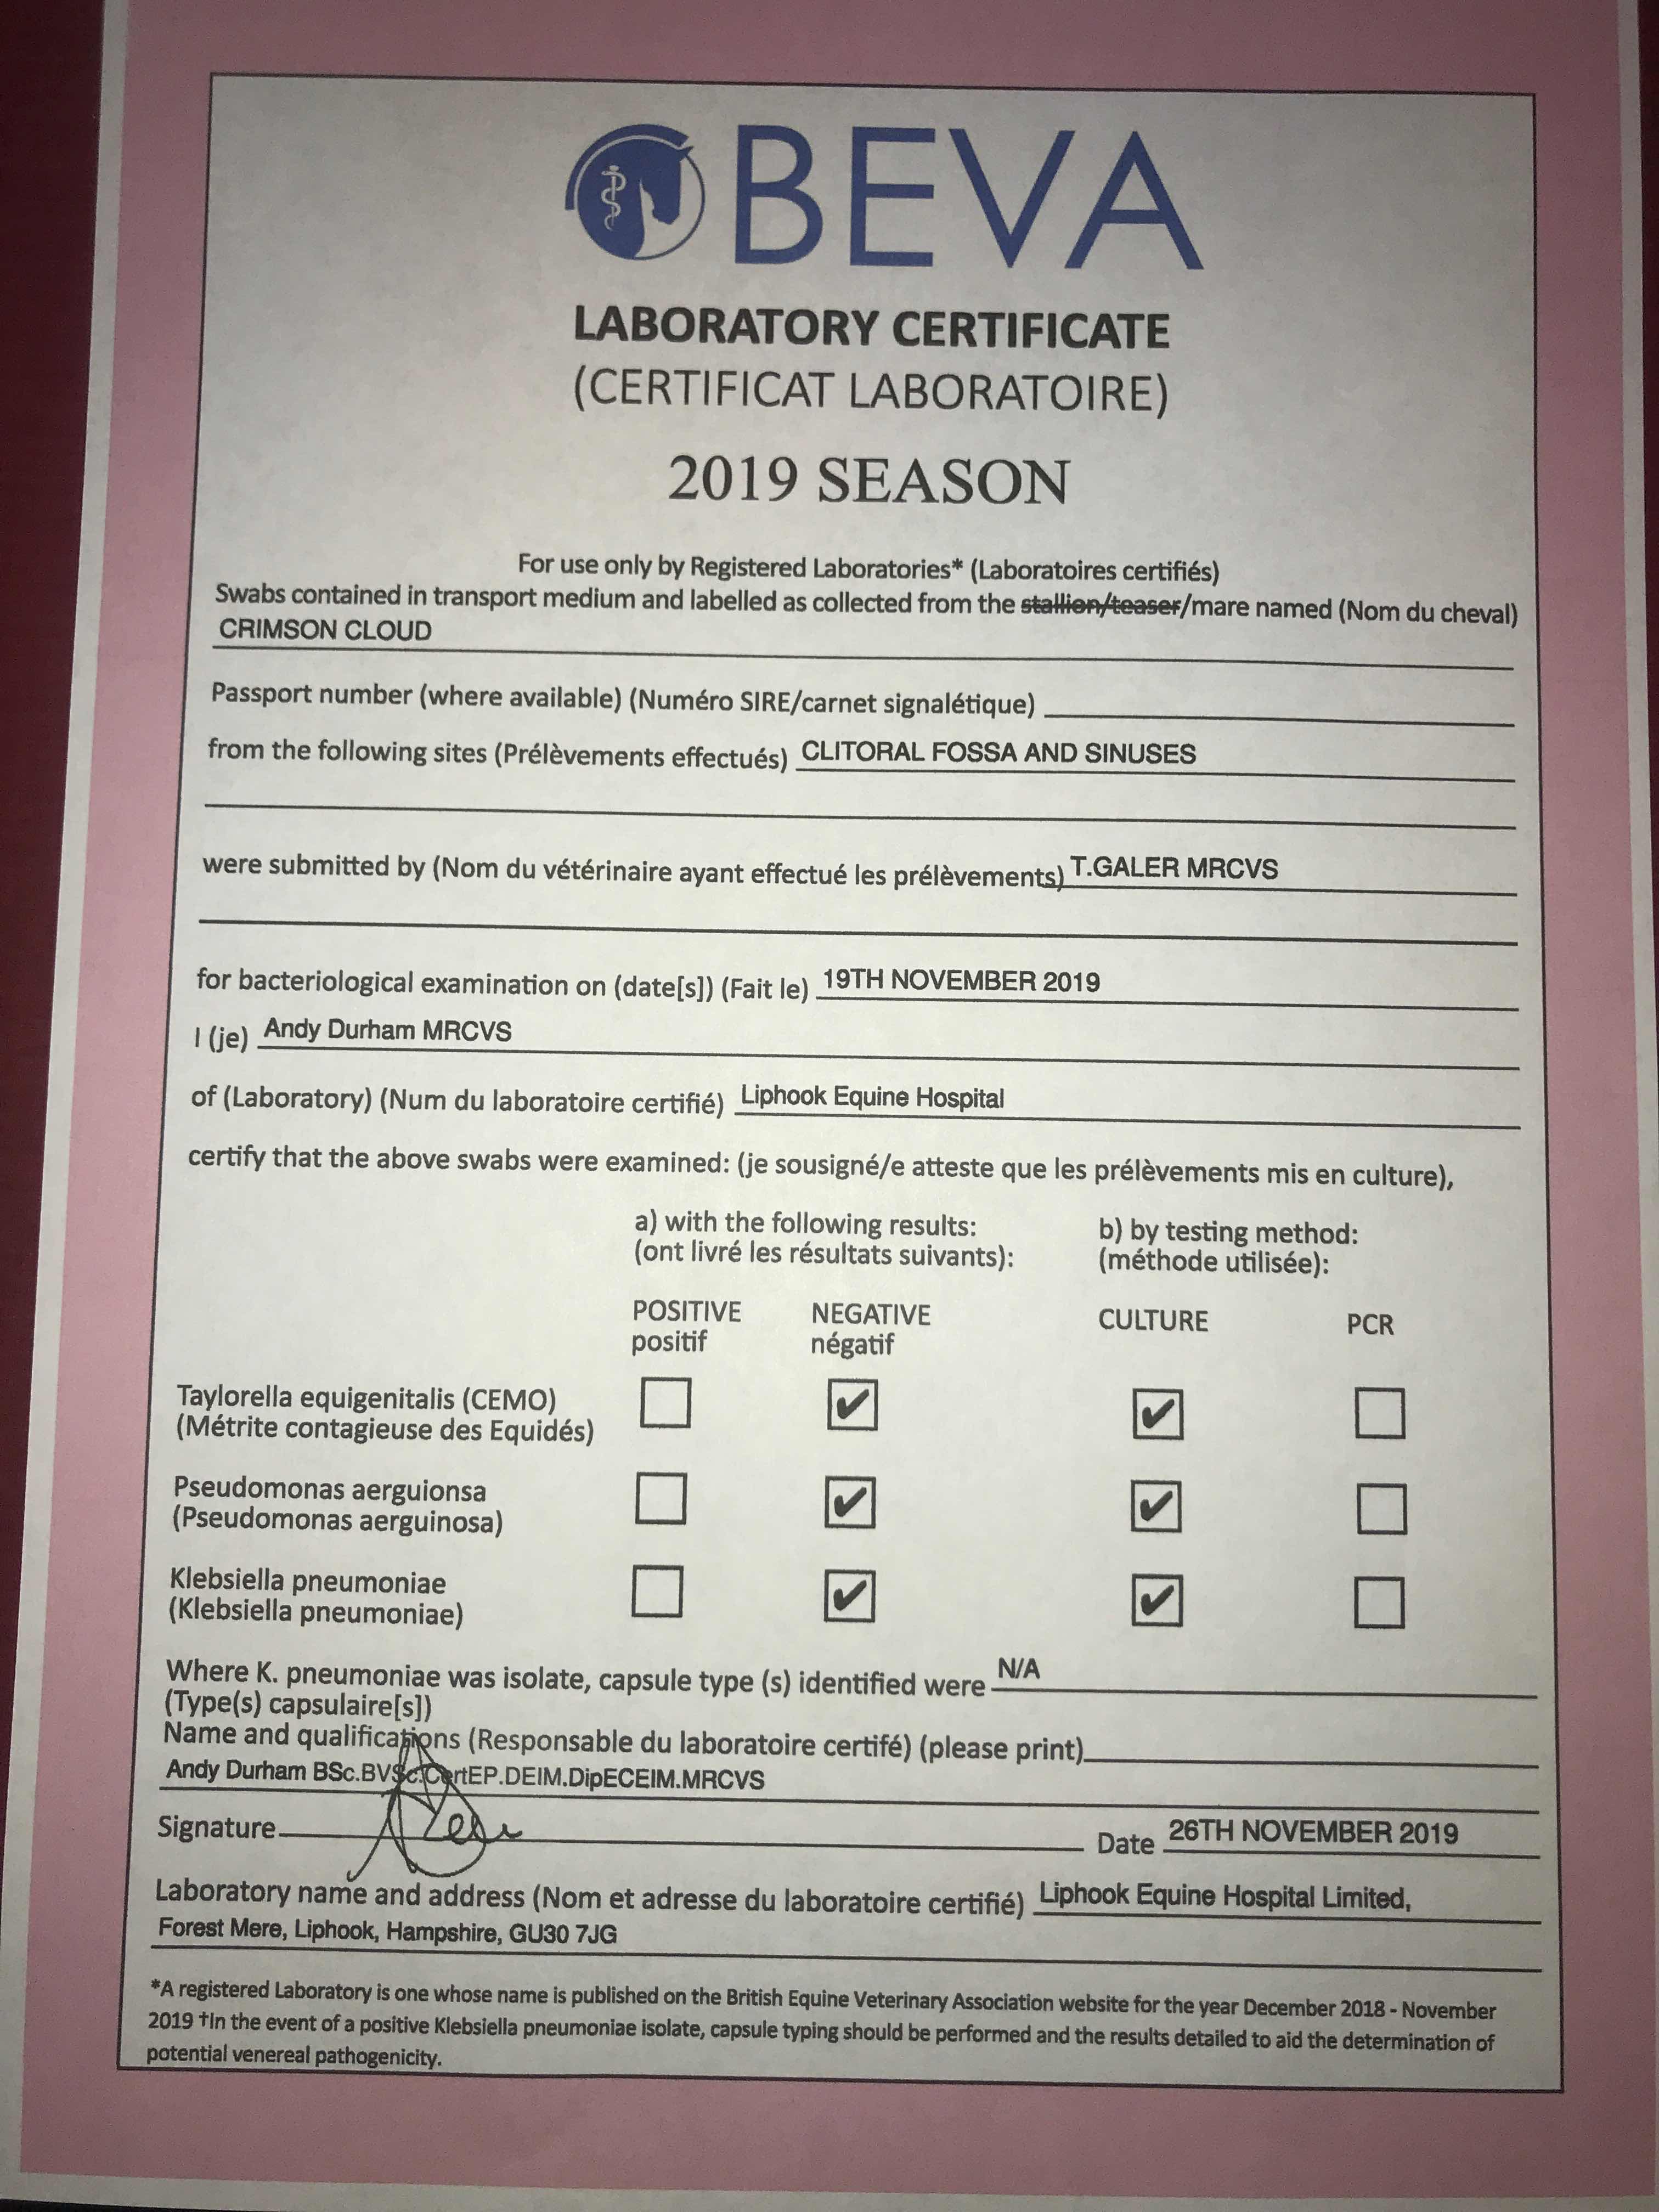 BEVA
LABORATORY CERTIFICATE
(CERTIFICAT LABORATOIRE)
2019 SEASON
For use only by Registered Laboratories* (Laboratoires certifiés)
Swabs contained in transport medium and labelled as collected from the stallion/teaser/mare named (Nom du cheval)
CRIMSON CLOUD
Passport number (where available) (Numéro SIRE/carnet signalétique)
from the following sites (Prélèvements effectués) CLITORAL FOSSA AND SINUSES
were submitted by (Nom du vétérinaire ayant effectué les prélèvements) T.GALER MRCVS
for bacteriological examination on (date[s]) (Fait le) 19TH NOVEMBER 2019
I (je) Andy Durham MRCVS
of (Laboratory) (Num du laboratoire certifié) Liphook Equine Hospital
certify that the above swabs were examined: (je sousigné/e atteste que les prélèvements mis en culture),
a) with the following results: b) by testing method:
(ont livré les résultats suivants): (méthode utilisée):
POSITIVE NEGATIVE CULTURE PCR
positif négatif
Taylorella equigenitalis (CEMO) ✔ ✔
(Métrite contagieuse des Equidés)
Pseudomonas aerguionsa ✔ ✔
(Pseudomonas aerguinosa)
Klebsiella pneumoniae ✔ ✔
(Klebsiella pneumoniae)
Where K. pneumoniae was isolate, capsule type (s) identified were N/A
(Type(s) capsulaire[s])
Name and qualifications (Responsable du laboratoire certifé) (please print)
Andy Durham BSc.BVSc.CertEP.DEIM.DipECEIM.MRCVS
Signature Date 26TH NOVEMBER 2019
Laboratory name and address (Nom et adresse du laboratoire certifié) Liphook Equine Hospital Limited,
Forest Mere, Liphook, Hampshire, GU30 7JG
*A registered Laboratory is one whose name is published on the British Equine Veterinary Association website for the year December 2018 - November
2019 †In the event of a positive Klebsiella pneumoniae isolate, capsule typing should be performed and the results detailed to aid the determination of
potential venereal pathogenicity.